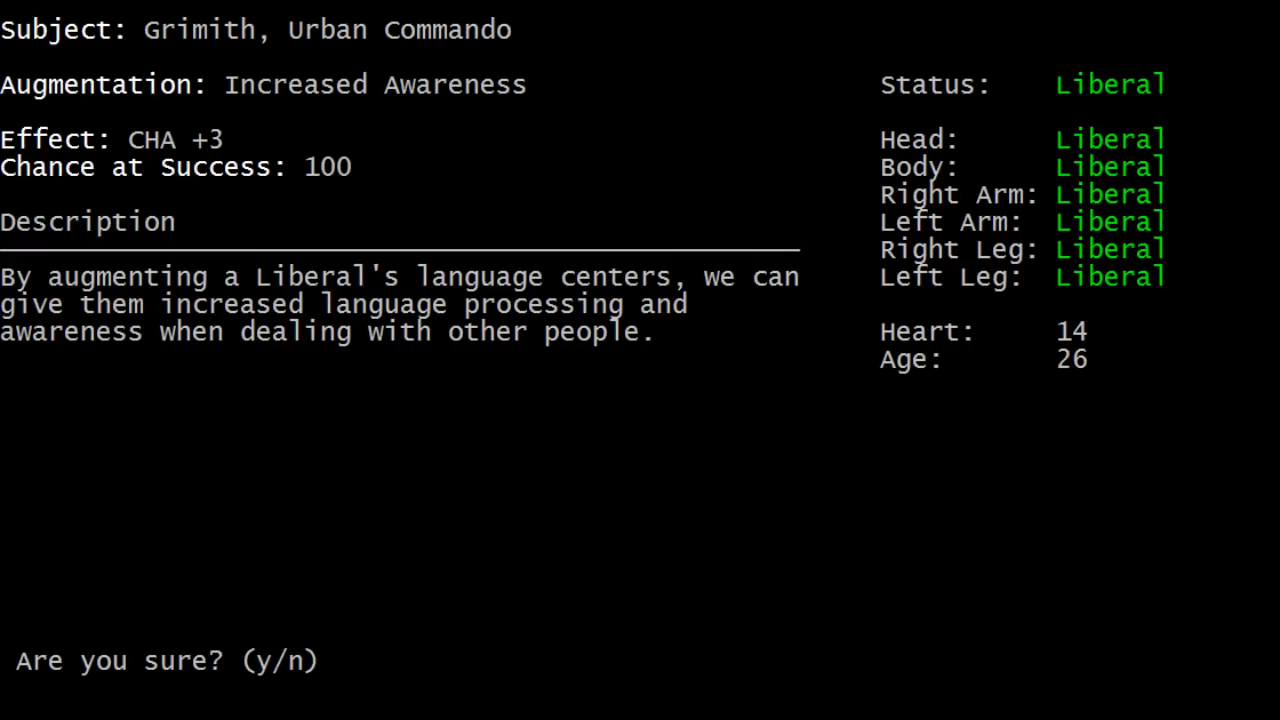 Subject: Grimith, Urban Commando
Augmentation: Increased Awareness
Status: Liberal
Effect: CHA +3
Head: Liberal
Chance at Success: 100
Body: Liberal
Right Arm: Liberal
Description
Left Arm: Liberal
Right Leg: Liberal
By augmenting a Liberal's language centers, we can
Left Leg: Liberal
give them increased language processing and
awareness when dealing with other people.
Heart: 14
Age: 26
Are you sure? (y/n)